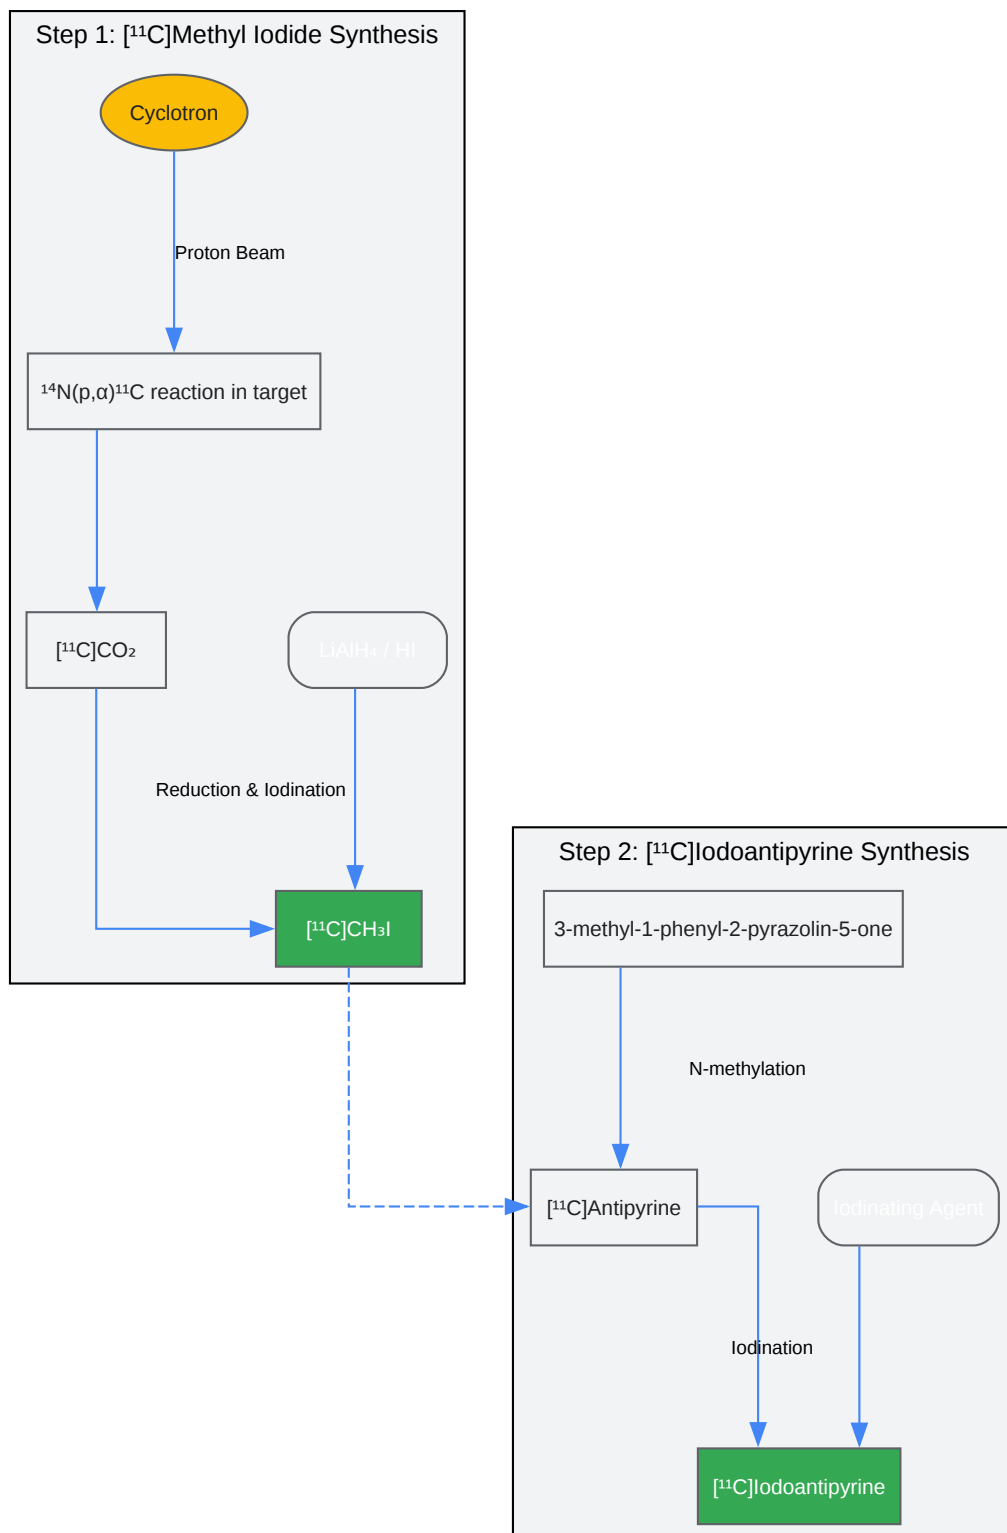 Step 1: [¹¹C]Methyl Iodide Synthesis
Cyclotron
Proton Beam
¹⁴N(p,α)¹¹C reaction in target
[¹¹C]CO₂
LiAlH₄ / HI
Reduction & Iodination
[¹¹C]CH₃I
Step 2: [¹¹C]Iodoantipyrine Synthesis
3-methyl-1-phenyl-2-pyrazolin-5-one
N-methylation
[¹¹C]Antipyrine
Iodinating Agent
Iodination
[¹¹C]Iodoantipyrine